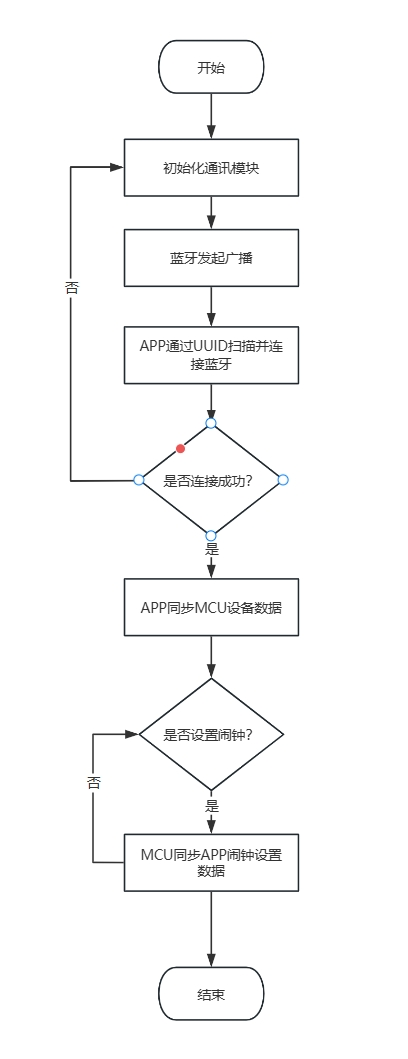 开始
初始化通讯模块
否
蓝牙发起广播
APP通过UUID扫描并连
接蓝牙
是否连接成功?
是
APP同步MCU设备数据
是否设置闹钟?
否
是
MCU同步APP闹钟设置
数据
结束